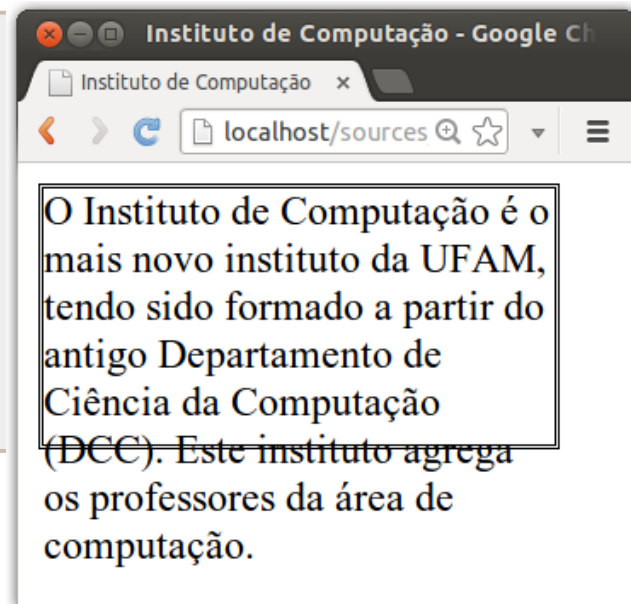 Instituto de Computação - Google Ch
Instituto de Computação ×
localhost/sources
O Instituto de Computação é o
mais novo instituto da UFAM,
tendo sido formado a partir do
antigo Departamento de
Ciência da Computação
(DCC). Este instituto agrega
os professores da área de
computação.